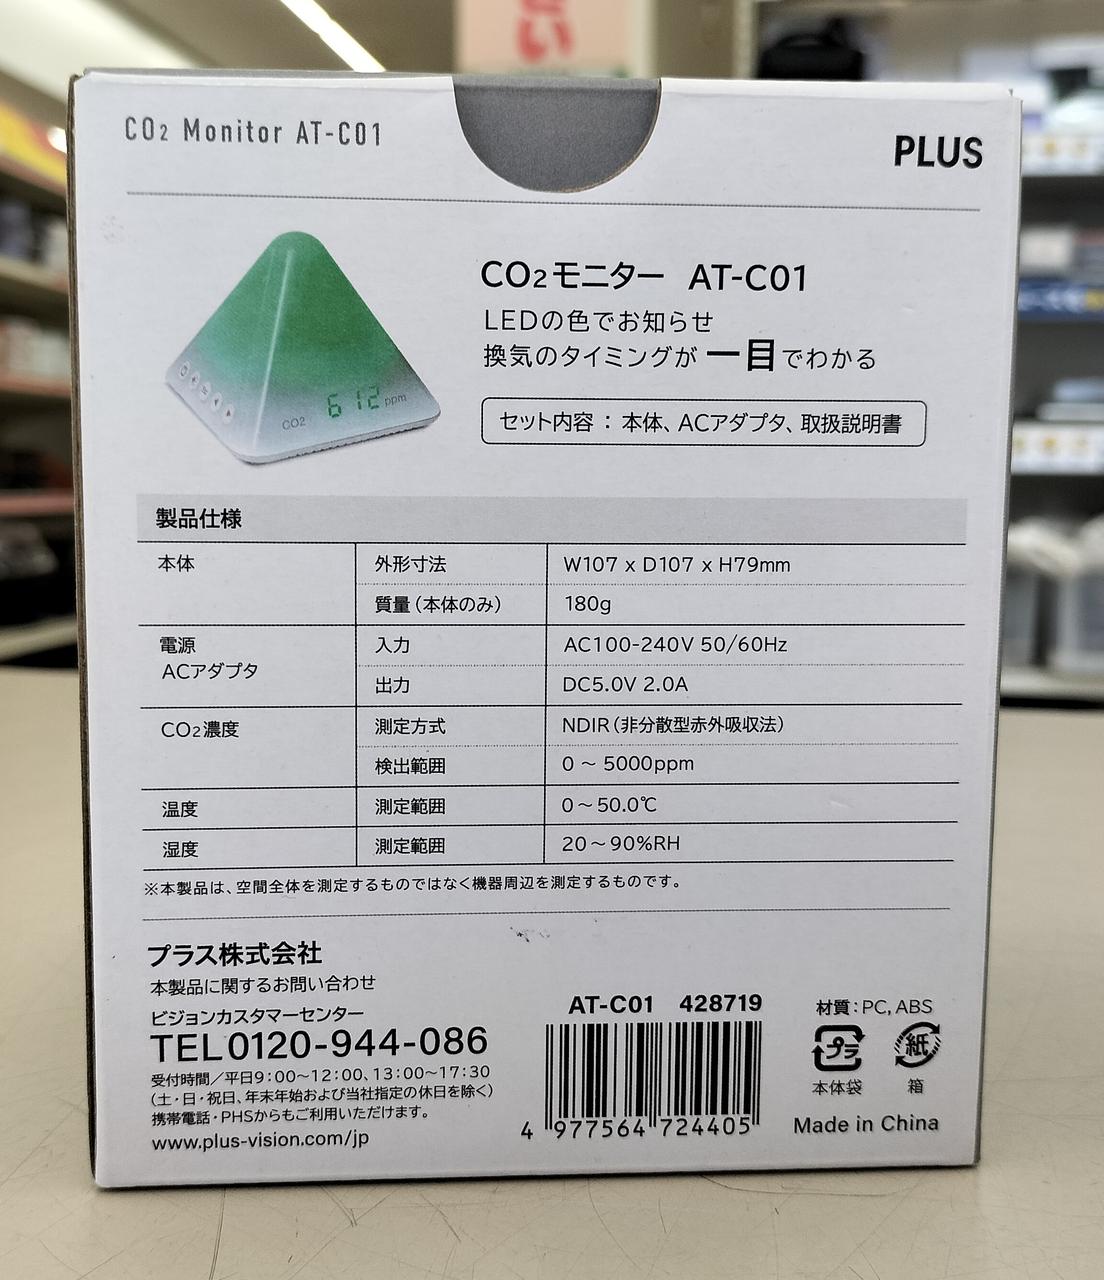 CO2 Monitor AT-C01
PLUS
CO2モニター AT-C01
LEDの色でお知らせ
換気のタイミングが一目でわかる
セット内容：本体、ACアダプタ、取扱説明書
CO2 612 ppm
製品仕様
本体 外形寸法 W107 x D107 x H79mm
質量（本体のみ） 180g
電源 入力 AC100-240V 50/60Hz
ACアダプタ
出力 DC5.0V 2.0A
CO2濃度 測定方式 NDIR（非分散型赤外吸収法）
検出範囲 0 ～ 5000ppm
温度 測定範囲 0～50.0℃
湿度 測定範囲 20～90%RH
※本製品は、空間全体を測定するものではなく機器周辺を測定するものです。
プラス株式会社
本製品に関するお問い合わせ
ビジョンカスタマーセンター
TEL0120-944-086
受付時間／平日9：00～12：00、13：00～17：30
（土・日・祝日、年末年始および当社指定の休日を除く）
携帯電話・PHSからもご利用いただけます。
www.plus-vision.com/jp
AT-C01 428719
4 977564 724405
材質：PC, ABS
プラ 紙
本体袋 箱
Made in China